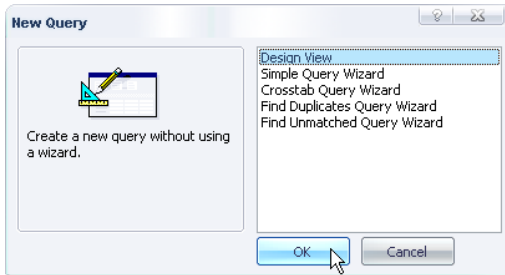 New Query
Create a new query without using
a wizard.
Design View
Simple Query Wizard
Crosstab Query Wizard
Find Duplicates Query Wizard
Find Unmatched Query Wizard
OK
Cancel